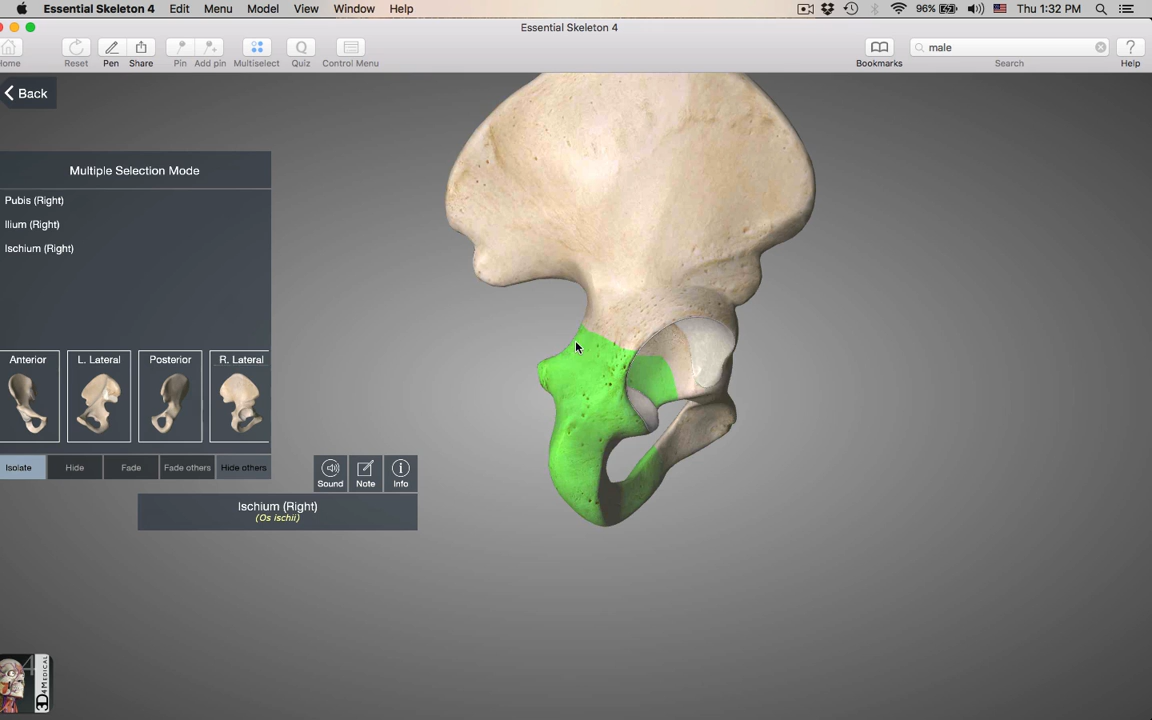 Essential Skeleton 4 Edit Menu Model View Window Help 96% Thu 1:32 PM
Essential Skeleton 4
Home Reset Pen Share Pin Add pin Multiselect Quiz Control Menu Bookmarks male Search Help
Q ?
Back
Multiple Selection Mode
Pubis (Right)
Ilium (Right)
Ischium (Right)
Anterior L. Lateral Posterior R. Lateral
Isolate Hide Fade Fade others Hide others
Sound Note Info
Ischium (Right)
(Os ischii)
4
3D4MEDICAL